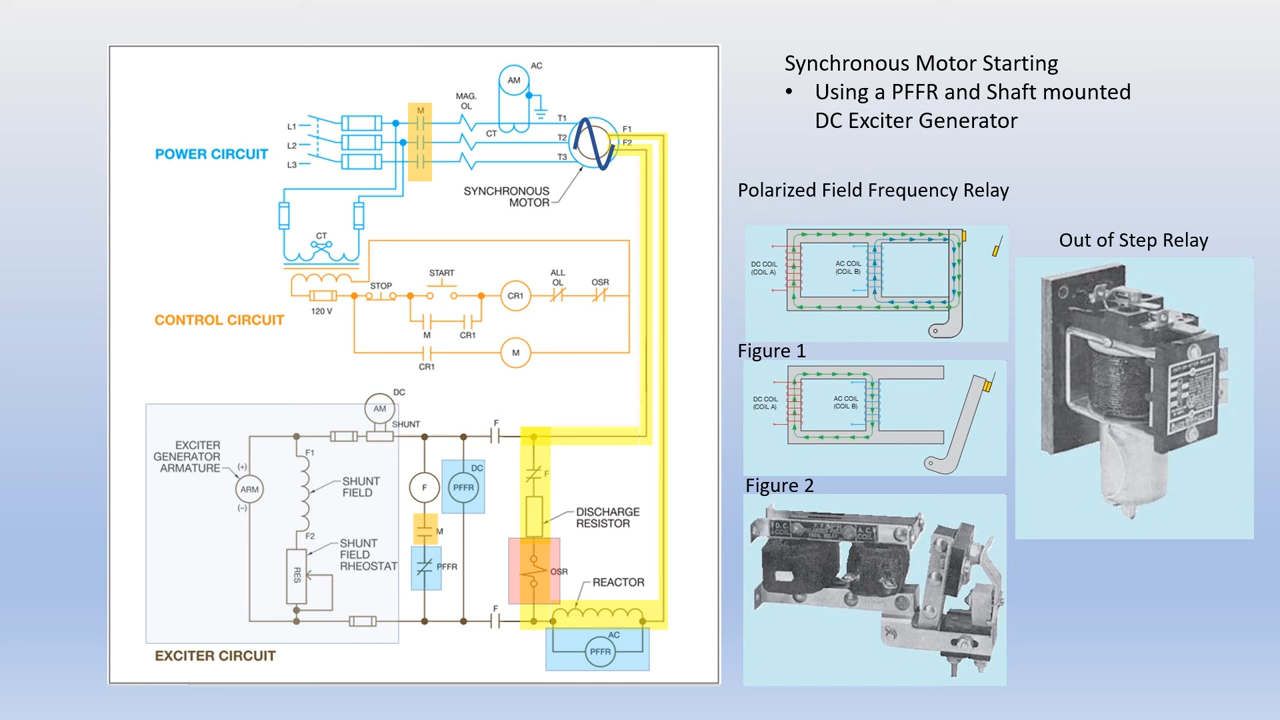 Synchronous Motor Starting
• Using a PFFR and Shaft mounted
DC Exciter Generator
Polarized Field Frequency Relay
Out of Step Relay
DC COIL
(COIL A)
AC COIL
(COIL B)
Figure 1
DC COIL
(COIL A)
AC COIL
(COIL B)
Figure 2
D.C.
COIL
A.C.
COIL
POWER CIRCUIT
L1
L2
L3
M
MAG.
OL
AM
AC
CT
T1
T2
T3
F1
F2
SYNCHRONOUS
MOTOR
CT
CONTROL CIRCUIT
120 V
STOP
START
M
CR1
CR1
ALL
OL
OSR
CR1
M
EXCITER CIRCUIT
EXCITER
GENERATOR
ARMATURE
(+)
ARM
(–)
F1
SHUNT
FIELD
F2
SHUNT
FIELD
RHEOSTAT
RES
DC
AM
SHUNT
F
F
M
PFFR
DC
PFFR
F
F
DISCHARGE
RESISTOR
OSR
REACTOR
AC
PFFR